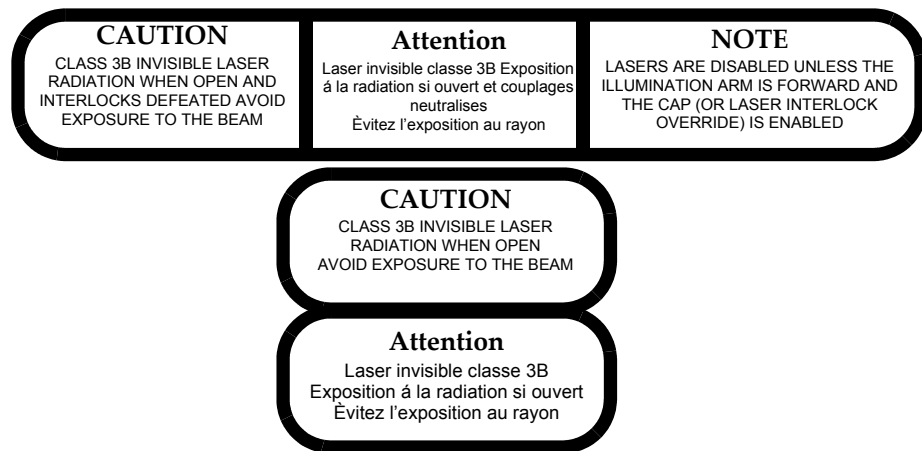 CAUTION
CLASS 3B INVISIBLE LASER
RADIATION WHEN OPEN AND
INTERLOCKS DEFEATED AVOID
EXPOSURE TO THE BEAM
Attention
Laser invisible classe 3B Exposition
á la radiation si ouvert et couplages
neutralises
Èvitez l'exposition au rayon
NOTE
LASERS ARE DISABLED UNLESS THE
ILLUMINATION ARM IS FORWARD AND
THE CAP (OR LASER INTERLOCK
OVERRIDE) IS ENABLED
CAUTION
CLASS 3B INVISIBLE LASER
RADIATION WHEN OPEN
AVOID EXPOSURE TO THE BEAM
Attention
Laser invisible classe 3B
Exposition á la radiation si ouvert
Èvitez l'exposition au rayon